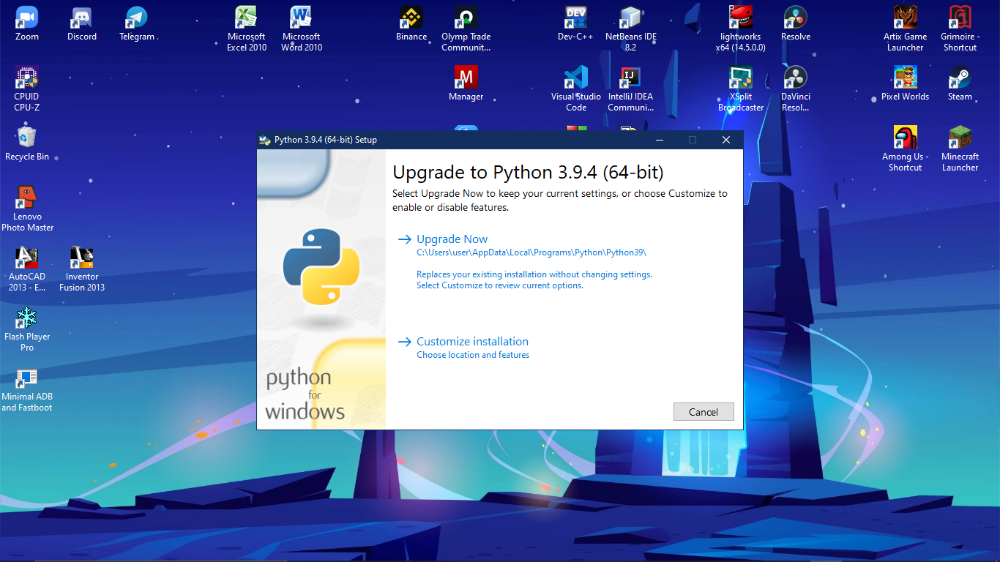 Zoom
Discord
Telegram
Microsoft
Excel 2010
Microsoft
Word 2010
Binance
Olymp Trade
Communit...
Dev-C++
NetBeans IDE
8.2
lightworks
x64 (14.5.0.0)
Resolve
Artix Game
Launcher
Grimoire -
Shortcut
CPUID
CPU-Z
Manager
Visual Studio
Code
IntelliJ IDEA
Communi...
XSplit
Broadcaster
DaVinci
Resol...
Pixel Worlds
Steam
Recycle Bin
Among Us -
Shortcut
Minecraft
Launcher
Lenovo
Photo Master
AutoCAD
2013 - E...
Inventor
Fusion 2013
Flash Player
Pro
Minimal ADB
and Fastboot
Python 3.9.4 (64-bit) Setup
Upgrade to Python 3.9.4 (64-bit)
Select Upgrade Now to keep your current settings, or choose Customize to
enable or disable features.
Upgrade Now
C:\Users\user\AppData\Local\Programs\Python\Python39\
Replaces your existing installation without changing settings.
Select Customize to review current options.
Customize installation
Choose location and features
python
for
windows
Cancel